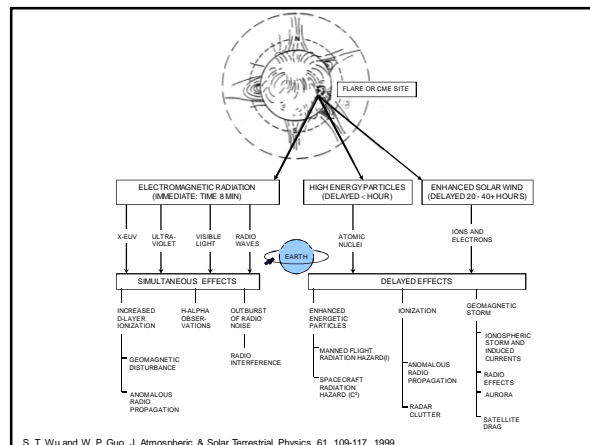 N
FLARE OR CME SITE
S
ELECTROMAGNETIC RADIATION
(IMMEDIATE: TIME 8 MIN)
HIGH ENERGY PARTICLES
(DELAYED < HOUR)
ENHANCED SOLAR WIND
(DELAYED 20 - 40+ HOURS)
X-EUV
ULTRA-
VIOLET
VISIBLE
LIGHT
RADIO
WAVES
ATOMIC
NUCLEI
IONS AND
ELECTRONS
EARTH
SIMULTANEOUS EFFECTS
DELAYED EFFECTS
INCREASED
D-LAYER
IONIZATION
GEOMAGNETIC
DISTURBANCE
ANOMALOUS
RADIO
PROPAGATION
H-ALPHA
OBSER-
VATIONS
OUTBURST
OF RADIO
NOISE
RADIO
INTERFERENCE
ENHANCED
ENERGETIC
PARTICLES
MANNED FLIGHT
RADIATION HAZARD(I)
SPACECRAFT
RADIATION
HAZARD (C³)
IONIZATION
ANOMALOUS
RADIO
PROPAGATION
RADAR
CLUTTER
GEOMAGNETIC
STORM
IONOSPHERIC
STORM AND
INDUCED
CURRENTS
RADIO
EFFECTS
AURORA
SATELLITE
DRAG
S. T. Wu and W. P. Guo, J. Atmospheric & Solar Terrestrial Physics, 61, 109-117, 1999